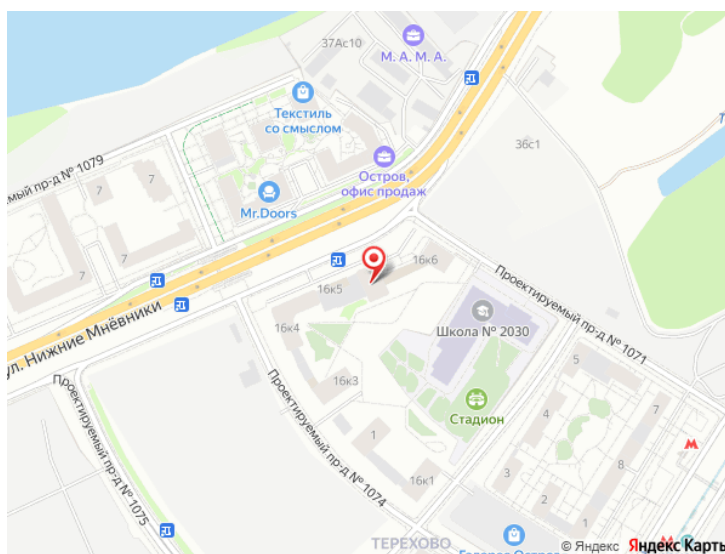 37Ас10
М. А. М. А.
Текстиль
со смыслом
36с1
Остров,
офис продаж
пр-д № 1079
7
7
Mr.Doors
7
7
16к6
16к5
Проектируемый пр-д № 1071
Школа № 2030
ул. Нижние Мнёвники
16к4
5
Проектируемый пр-д № 1075
16к3
Стадион
4
7
Проектируемый пр-д № 1074
1
3
8
16к1
2
1
ТЕРЕХОВО
© Яндекс Яндекс Карты